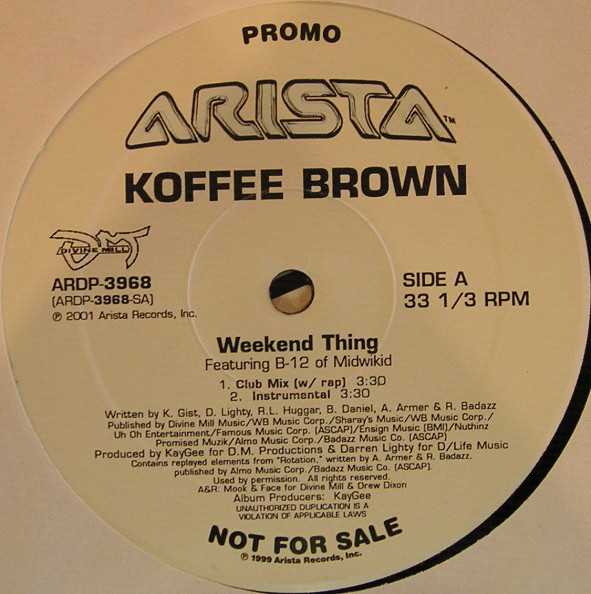 PROMO
ARISTA™
KOFFEE BROWN
DM
DIVINE MILL
ARDP-3968
(ARDP-3968-SA)
℗ 2001 Arista Records, Inc.
SIDE A
33 1/3 RPM
Weekend Thing
Featuring B-12 of Midwikid
1. Club Mix (w/ rap) 3:30
2. Instrumental 3:30
Written by K. Gist, D. Lighty, R.L. Huggar, B. Daniel, A. Armer & R. Badazz
Published by Divine Mill Music/WB Music Corp./Sharay's Music/WB Music Corp./
Uh Oh Entertainment/Famous Music Corp. (ASCAP)/Ensign Music (BMI)/Nuthinz
Promised Muzik/Almo Music Corp./Badazz Music Co. (ASCAP)
Produced by KayGee for D.M. Productions & Darren Lighty for D/Life Music
Contains replayed elements from "Rotation," written by A. Armer & R. Badazz.
published by Almo Music Corp./Badazz Music Co. (ASCAP).
Used by permission. All rights reserved.
A&R: Mook & Face for Divine Mill & Drew Dixon
Album Producers: KayGee
UNAUTHORIZED DUPLICATION IS A
VIOLATION OF APPLICABLE LAWS
NOT FOR SALE
℗ 1999 Arista Records, Inc.